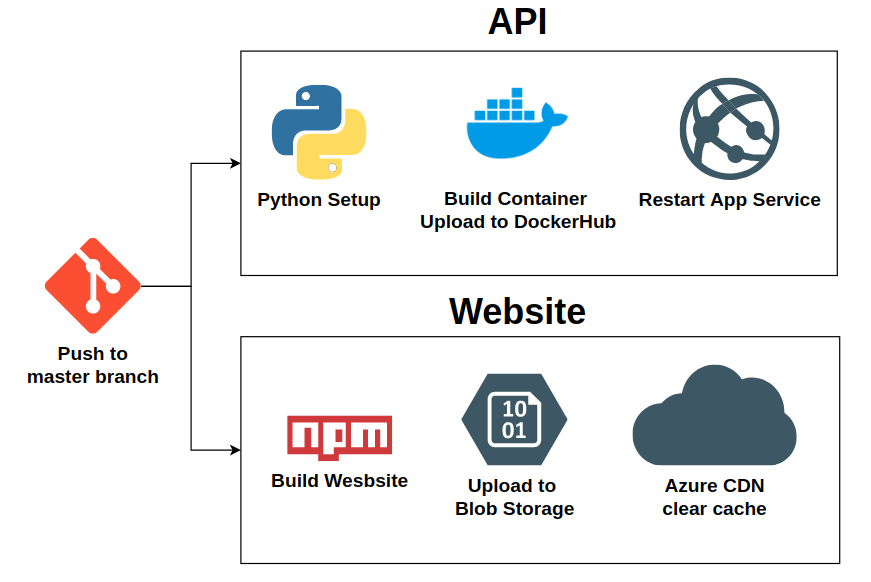 API
Python Setup
Build Container
Upload to DockerHub
Restart App Service
Push to
master branch
Website
npm
Build Wesbsite
10
01
Upload to
Blob Storage
Azure CDN
clear cache